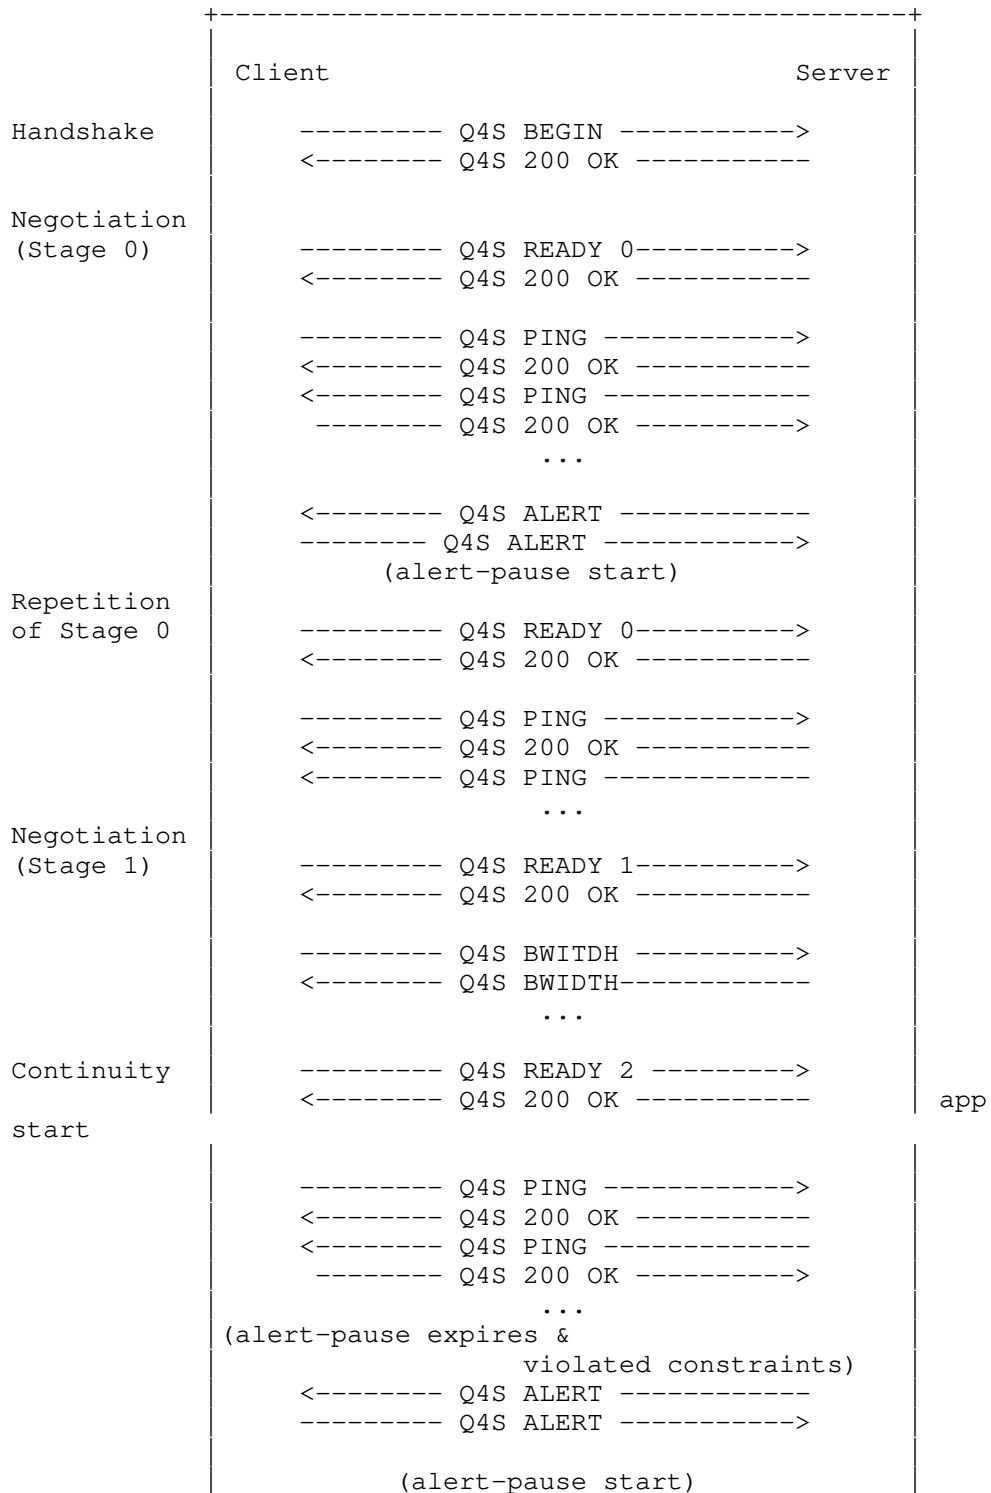 +-------------------------------------------+
|                                           |
| Client                             Server |
|                                           |
Handshake   |     --------- Q4S BEGIN ----------->      |
|     <-------- Q4S 200 OK -----------      |
|                                           |
Negotiation |                                           |
(Stage 0)   |     --------- Q4S READY 0---------->      |
|     <-------- Q4S 200 OK -----------      |
|                                           |
|     --------- Q4S PING ------------>      |
|     <-------- Q4S 200 OK -----------      |
|     <-------- Q4S PING -------------      |
|      -------- Q4S 200 OK ---------->      |
|                    ...                    |
|                                           |
|     <-------- Q4S ALERT ------------      |
|     -------- Q4S ALERT ------------>      |
|          (alert-pause start)              |
Repetition  |                                           |
of Stage 0  |     --------- Q4S READY 0---------->      |
|     <-------- Q4S 200 OK -----------      |
|                                           |
|     --------- Q4S PING ------------>      |
|     <-------- Q4S 200 OK -----------      |
|     <-------- Q4S PING -------------      |
|                    ...                    |
Negotiation |                                           |
(Stage 1)   |     --------- Q4S READY 1---------->      |
|     <-------- Q4S 200 OK -----------      |
|                                           |
|     --------- Q4S BWITDH ---------->      |
|     <-------- Q4S BWIDTH------------      |
|                    ...                    |
|                                           |
Continuity  |     --------- Q4S READY 2 --------->      |
|     <-------- Q4S 200 OK -----------      | app
start
|                                           |
|     --------- Q4S PING ------------>      |
|     <-------- Q4S 200 OK -----------      |
|     <-------- Q4S PING -------------      |
|      -------- Q4S 200 OK ---------->      |
|                    ...                    |
|(alert-pause expires &                     |
|                   violated constraints)   |
|     <-------- Q4S ALERT ------------      |
|     --------- Q4S ALERT ----------->      |
|                                           |
|           (alert-pause start)             |